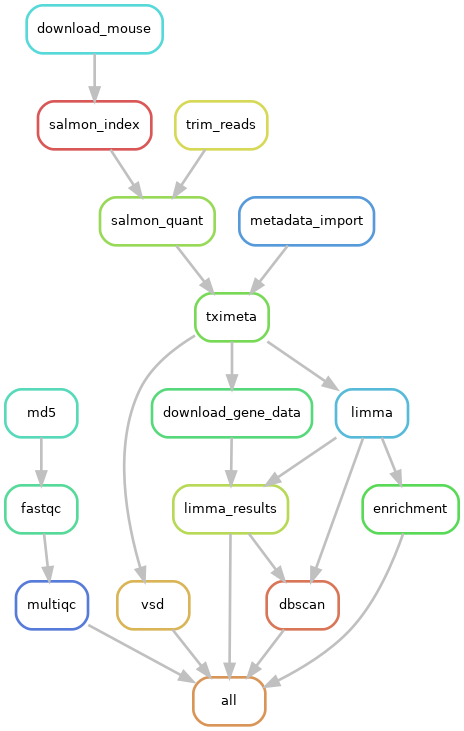 download_mouse
salmon_index
trim_reads
salmon_quant
metadata_import
tximeta
md5
download_gene_data
limma
fastqc
limma_results
enrichment
multiqc
vsd
dbscan
all